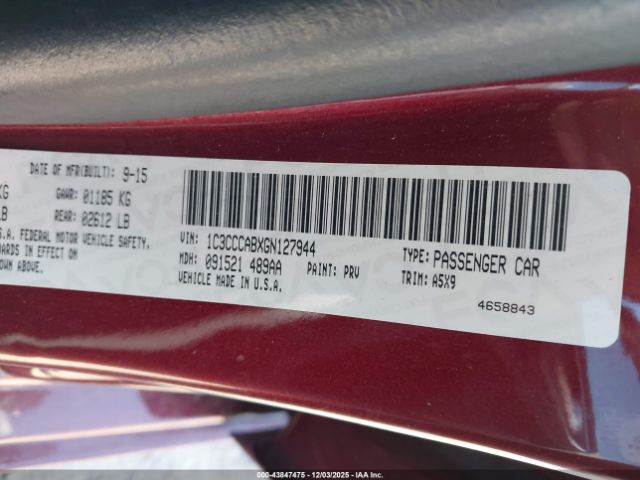 DATE OF MFR(BUILT): 9-15
KG GAWR: 01185 KG
LB REAR: 02612 LB
S.A. FEDERAL MOTOR VEHICLE SAFETY.
ARDS IN EFFECT ON
OWN ABOVE.
VIN: 1C3CCCABXGN127944
MDH: 091521 489AA PAINT: PRV
VEHICLE MADE IN U.S.A.
TYPE: PASSENGER CAR
TRIM: A5X9
4658843
000-43847475 - 12/03/2025 - IAA Inc.